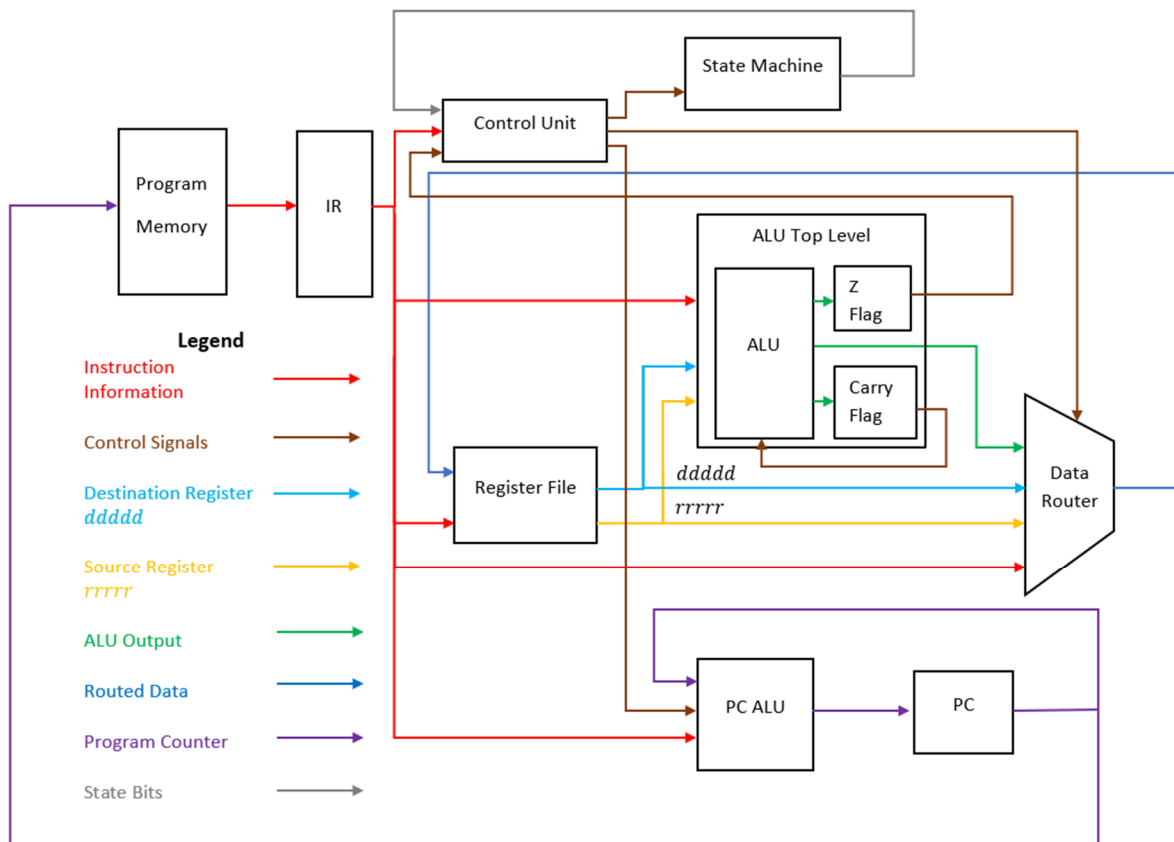 State Machine
Control Unit
Program
Memory
IR
ALU Top Level
Z
Flag
ALU
Carry
Flag
Legend
Instruction
Information
Control Signals
Destination Register
ddddd
Source Register
rrrrr
ALU Output
Routed Data
Program Counter
State Bits
Register File
ddddd
rrrrr
Data
Router
PC ALU
PC